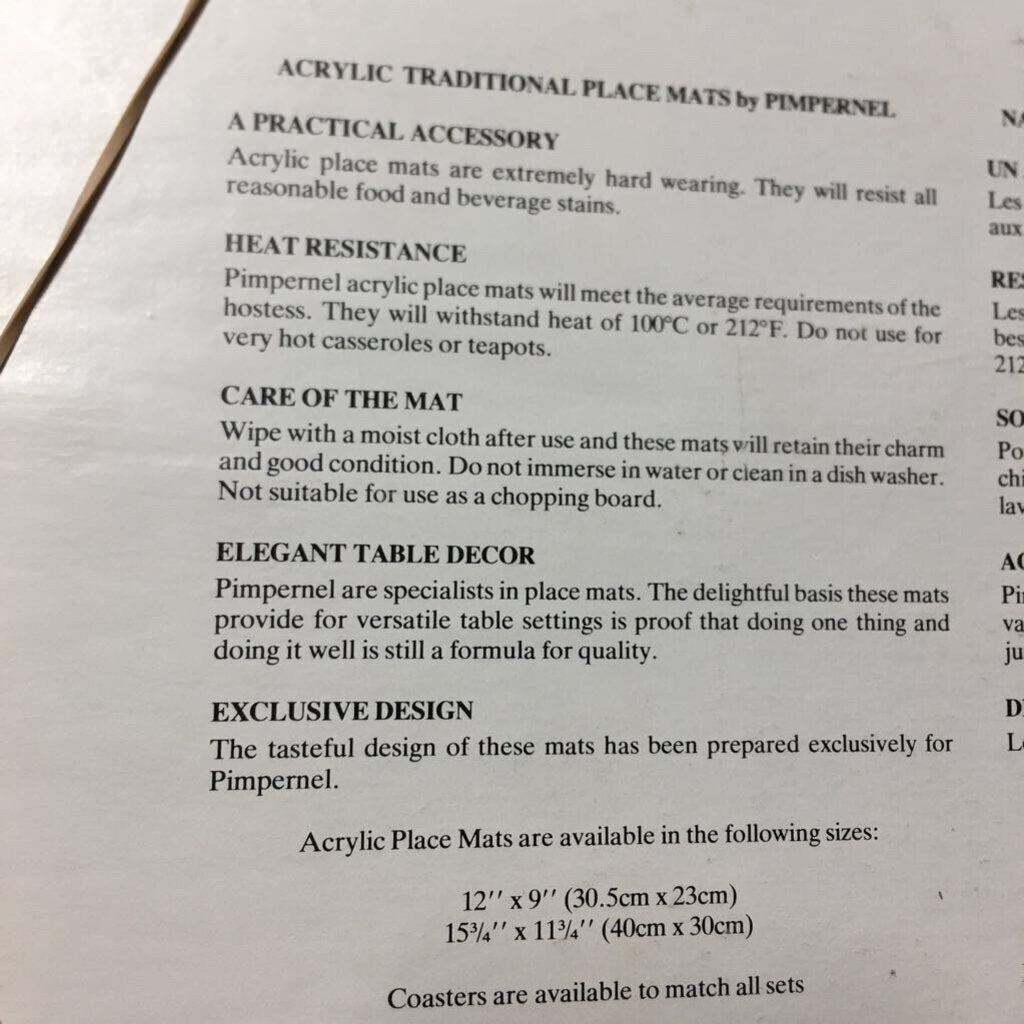 ACRYLIC TRADITIONAL PLACE MATS by PIMPERNEL
A PRACTICAL ACCESSORY
Acrylic place mats are extremely hard wearing. They will resist all
reasonable food and beverage stains.
HEAT RESISTANCE
Pimpernel acrylic place mats will meet the average requirements of the
hostess. They will withstand heat of 100°C or 212°F. Do not use for
very hot casseroles or teapots.
CARE OF THE MAT
Wipe with a moist cloth after use and these mats will retain their charm
and good condition. Do not immerse in water or clean in a dish washer.
Not suitable for use as a chopping board.
ELEGANT TABLE DECOR
Pimpernel are specialists in place mats. The delightful basis these mats
provide for versatile table settings is proof that doing one thing and
doing it well is still a formula for quality.
EXCLUSIVE DESIGN
The tasteful design of these mats has been prepared exclusively for
Pimpernel.
Acrylic Place Mats are available in the following sizes:
12'' x 9'' (30.5cm x 23cm)
15¾'' x 11¾'' (40cm x 30cm)
Coasters are available to match all sets
UN
Les
aux
Les
212